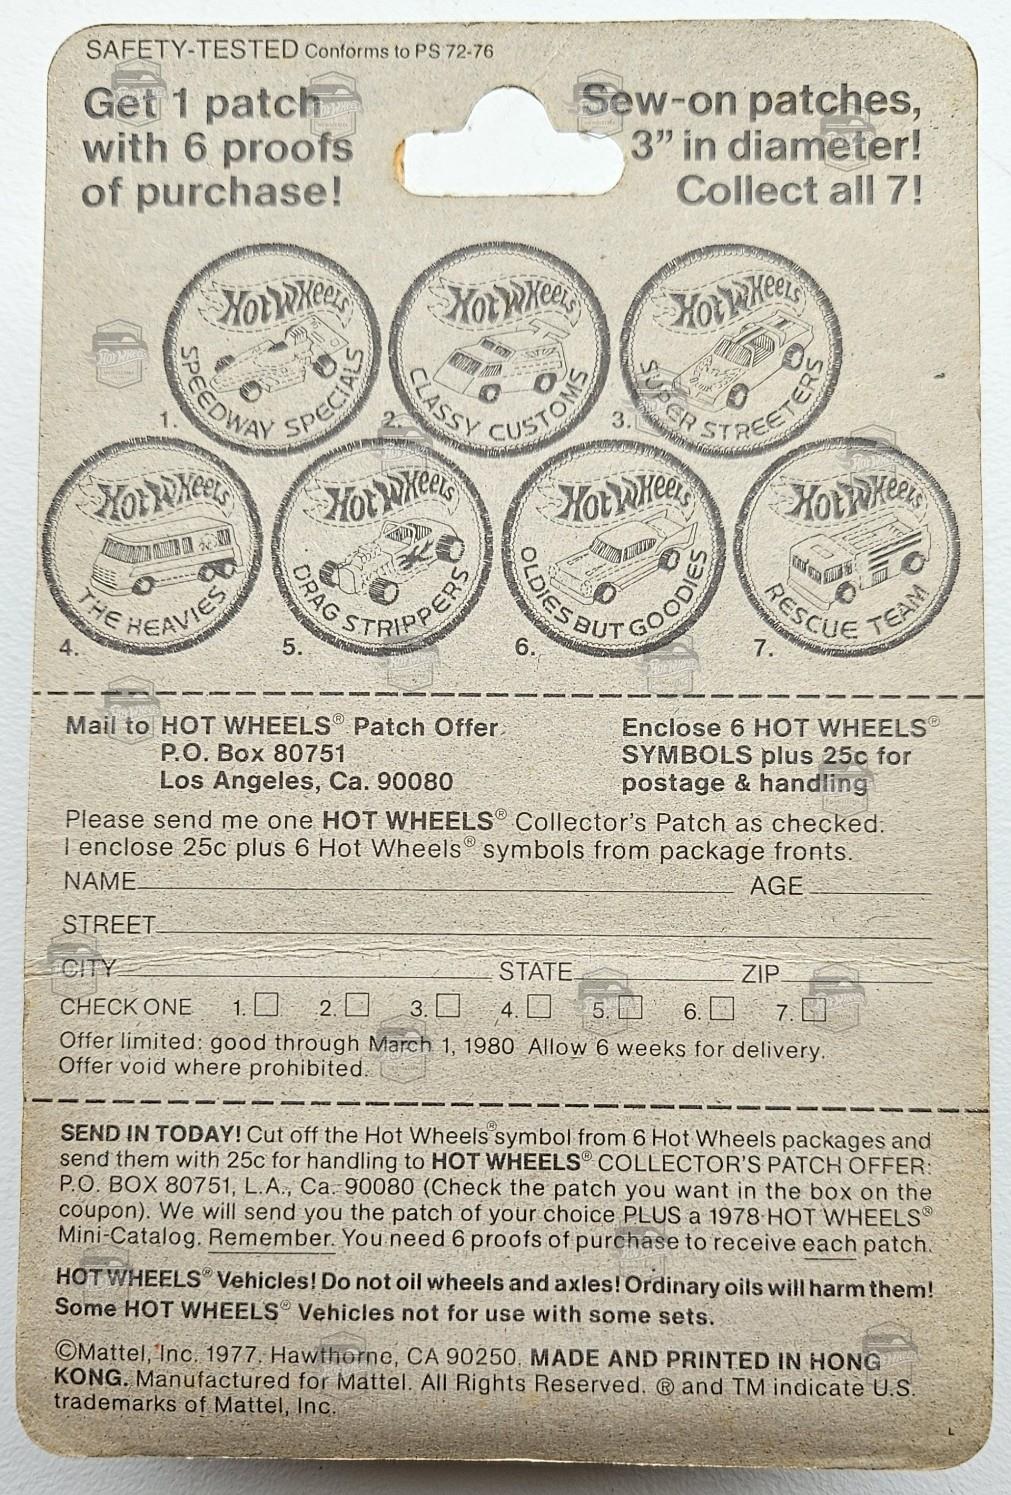 SAFETY-TESTED Conforms to PS 72-76
Get 1 patch
with 6 proofs
of purchase!
Sew-on patches,
3" in diameter!
Collect all 7!
HOT WHEELS
SPEEDWAY SPECIALS
1.
HOT WHEELS
CLASSY CUSTOMS
2.
HOT WHEELS
SUPER STREETERS
3.
HOT WHEELS
THE HEAVIES
4.
HOT WHEELS
DRAG STRIPPERS
5.
HOT WHEELS
OLDIES BUT GOODIES
6.
HOT WHEELS
RESCUE TEAM
7.
Mail to HOT WHEELS® Patch Offer
P.O. Box 80751
Los Angeles, Ca. 90080
Enclose 6 HOT WHEELS®
SYMBOLS plus 25c for
postage & handling
Please send me one HOT WHEELS® Collector's Patch as checked.
I enclose 25c plus 6 Hot Wheels® symbols from package fronts.
NAME AGE
STREET
CITY STATE ZIP
CHECK ONE 1. 2. 3. 4. 5. 6. 7.
Offer limited: good through March 1, 1980 Allow 6 weeks for delivery.
Offer void where prohibited.
SEND IN TODAY! Cut off the Hot Wheels® symbol from 6 Hot Wheels packages and
send them with 25c for handling to HOT WHEELS® COLLECTOR'S PATCH OFFER:
P.O. BOX 80751, L.A., Ca. 90080 (Check the patch you want in the box on the
coupon). We will send you the patch of your choice PLUS a 1978 HOT WHEELS®
Mini-Catalog. Remember. You need 6 proofs of purchase to receive each patch.
HOT WHEELS® Vehicles! Do not oil wheels and axles! Ordinary oils will harm them!
Some HOT WHEELS® Vehicles not for use with some sets.
©Mattel, Inc. 1977, Hawthorne, CA 90250. MADE AND PRINTED IN HONG
KONG. Manufactured for Mattel. All Rights Reserved. ® and TM indicate U.S.
trademarks of Mattel, Inc.
L